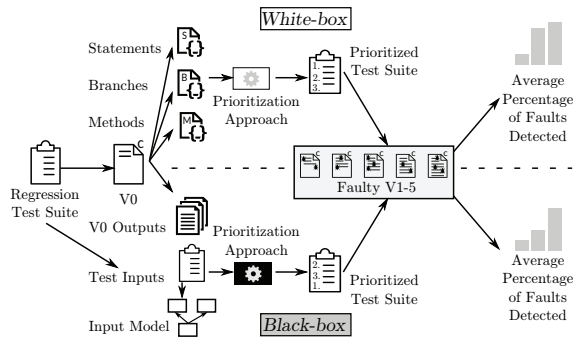 White-box
Statements
S
{}
Branches
B
{}
Methods
M
{}
Prioritization
Approach
1.
2.
3.
Prioritized
Test Suite
Average
Percentage
of Faults
Detected
Regression
Test Suite
C
V0
C
C
C
C
C
Faulty V1-5
V0 Outputs
Test Inputs
Input Model
Prioritization
Approach
2.
3.
1.
Prioritized
Test Suite
Average
Percentage
of Faults
Detected
Black-box